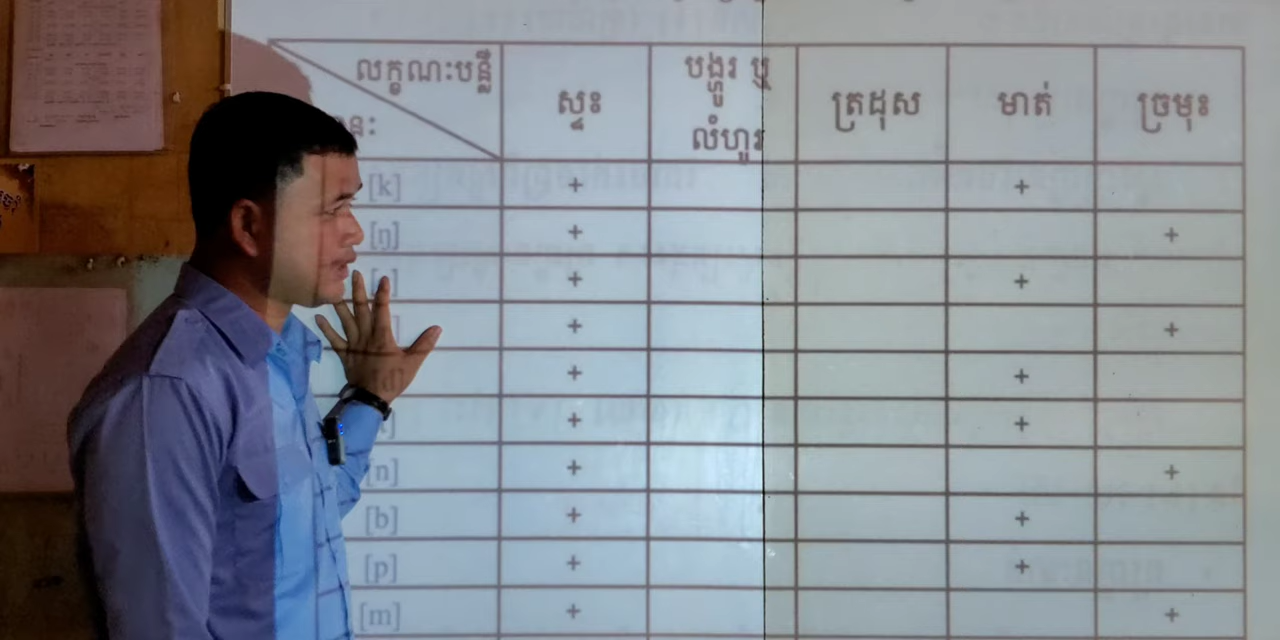 លក្ខណៈបន្លឺ ស្ទះ បង្ហូរ ឬ ត្រដុស មាត់ ច្រមុះ
លំហូរ
[k] + +
[ŋ] + +
+ +
+ +
+ +
+ +
[n] + +
[b] + +
[p] + +
[m] + +